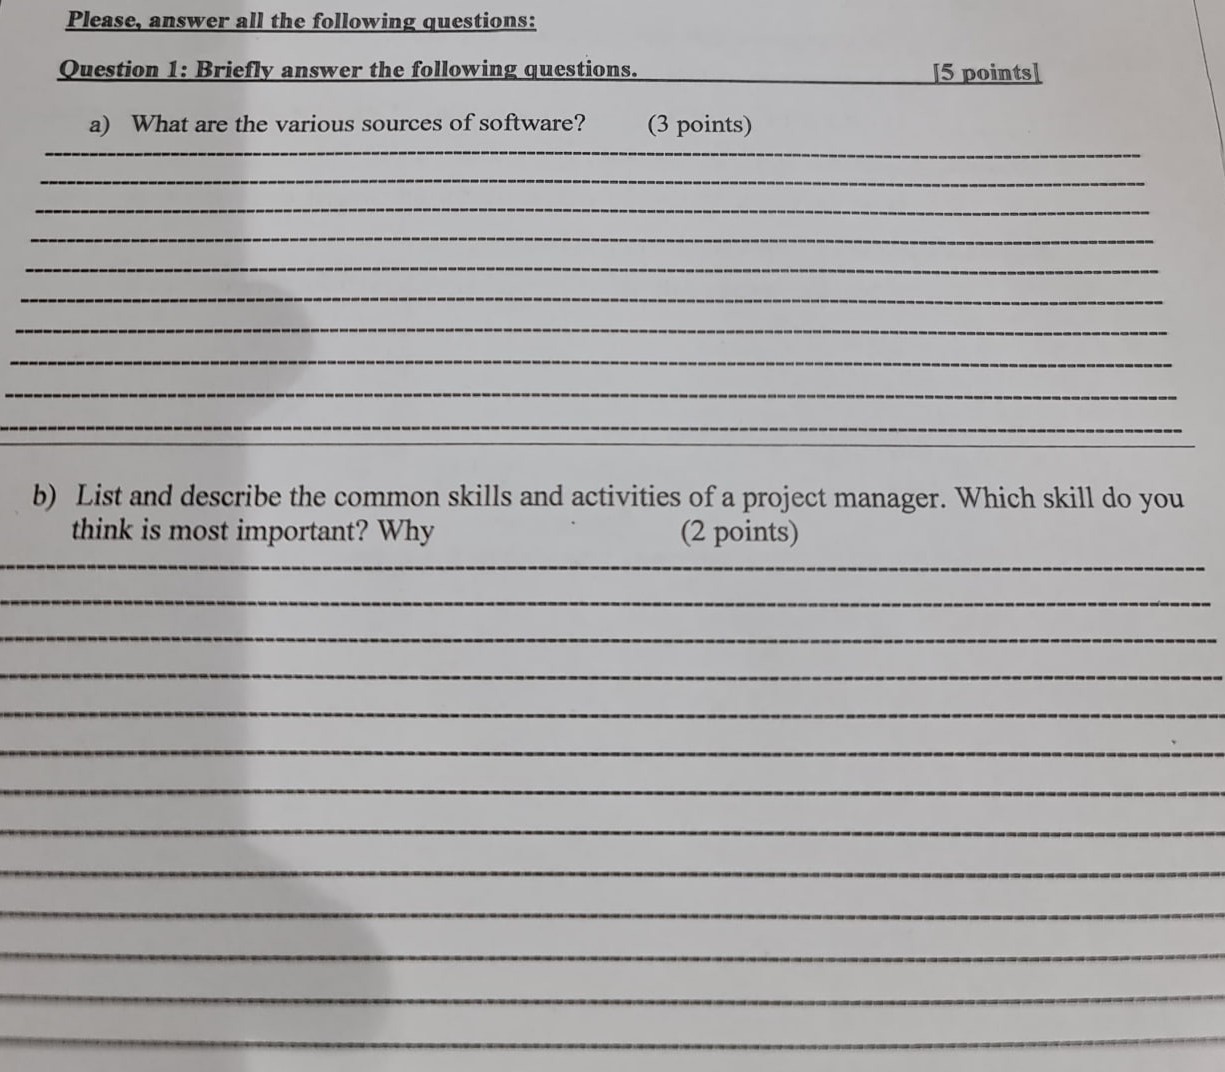 Please, answer all the following questions:
Question 1: Briefly answer the following questions. [5 points]
a) What are the various sources of software? (3 points)
b) List and describe the common skills and activities of a project manager. Which skill do you
think is most important? Why (2 points)